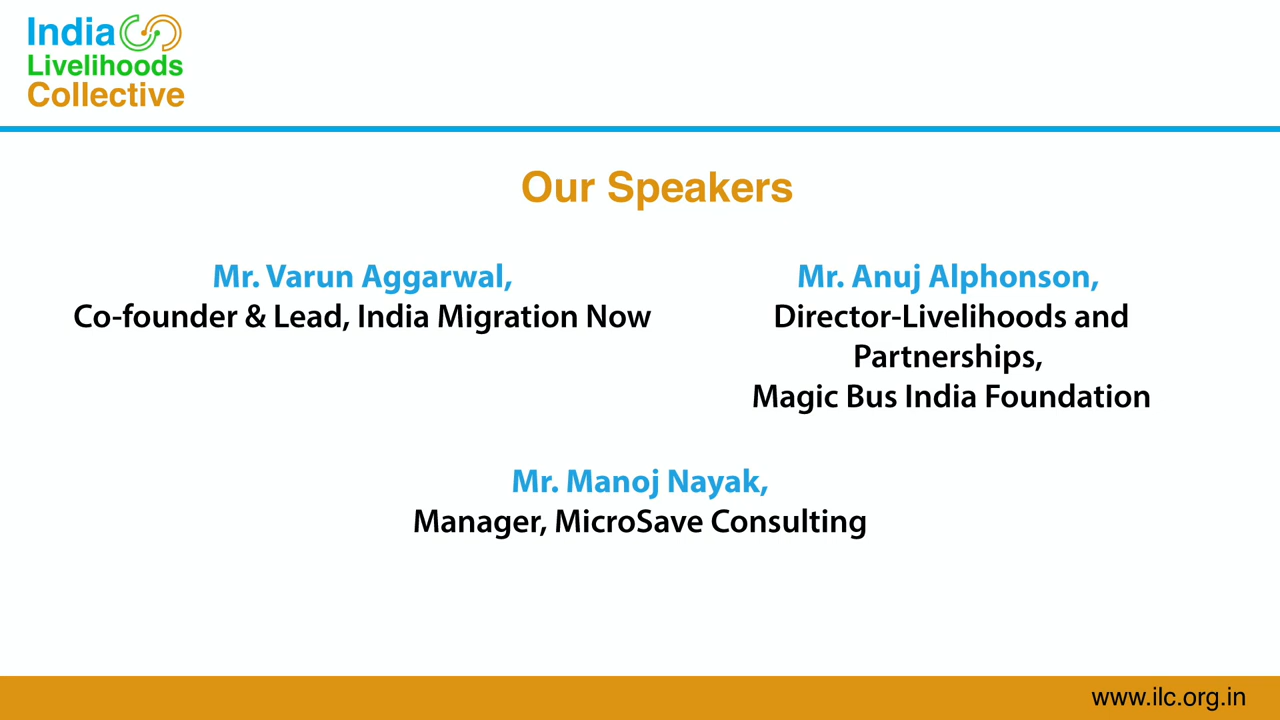 India
Livelihoods
Collective
Our Speakers
Mr. Varun Aggarwal,
Co-founder & Lead, India Migration Now
Mr. Anuj Alphonson,
Director-Livelihoods and
Partnerships,
Magic Bus India Foundation
Mr. Manoj Nayak,
Manager, MicroSave Consulting
www.ilc.org.in